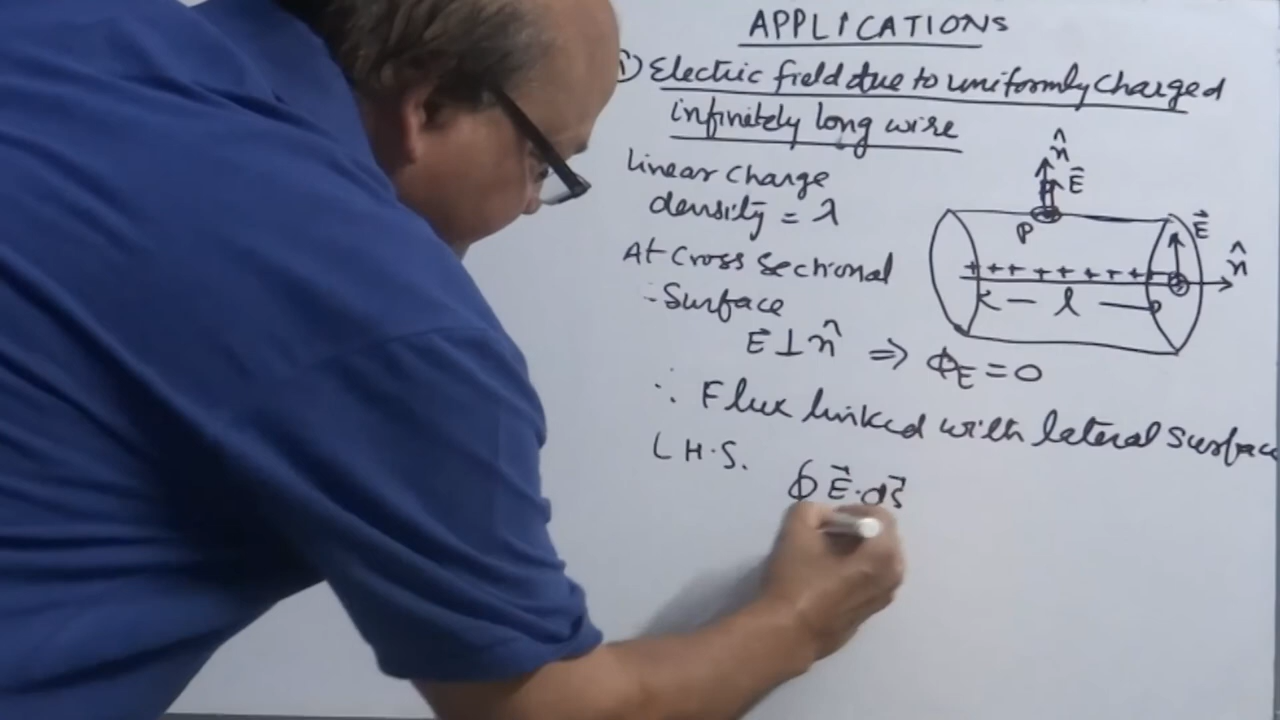 APPLICATIONS
① Electric field due to uniformly Charged
infinitely long wire
Linear Charge
density = λ
At Cross Sectional
Surface
E⃗ ⊥ n̂ ⇒ ϕ_E = 0
∴ Flux linked with lateral Surface
L.H.S.
∮ E⃗·dS⃗
n̂
E⃗
P
E⃗
n̂
+ + + + + + + +
l